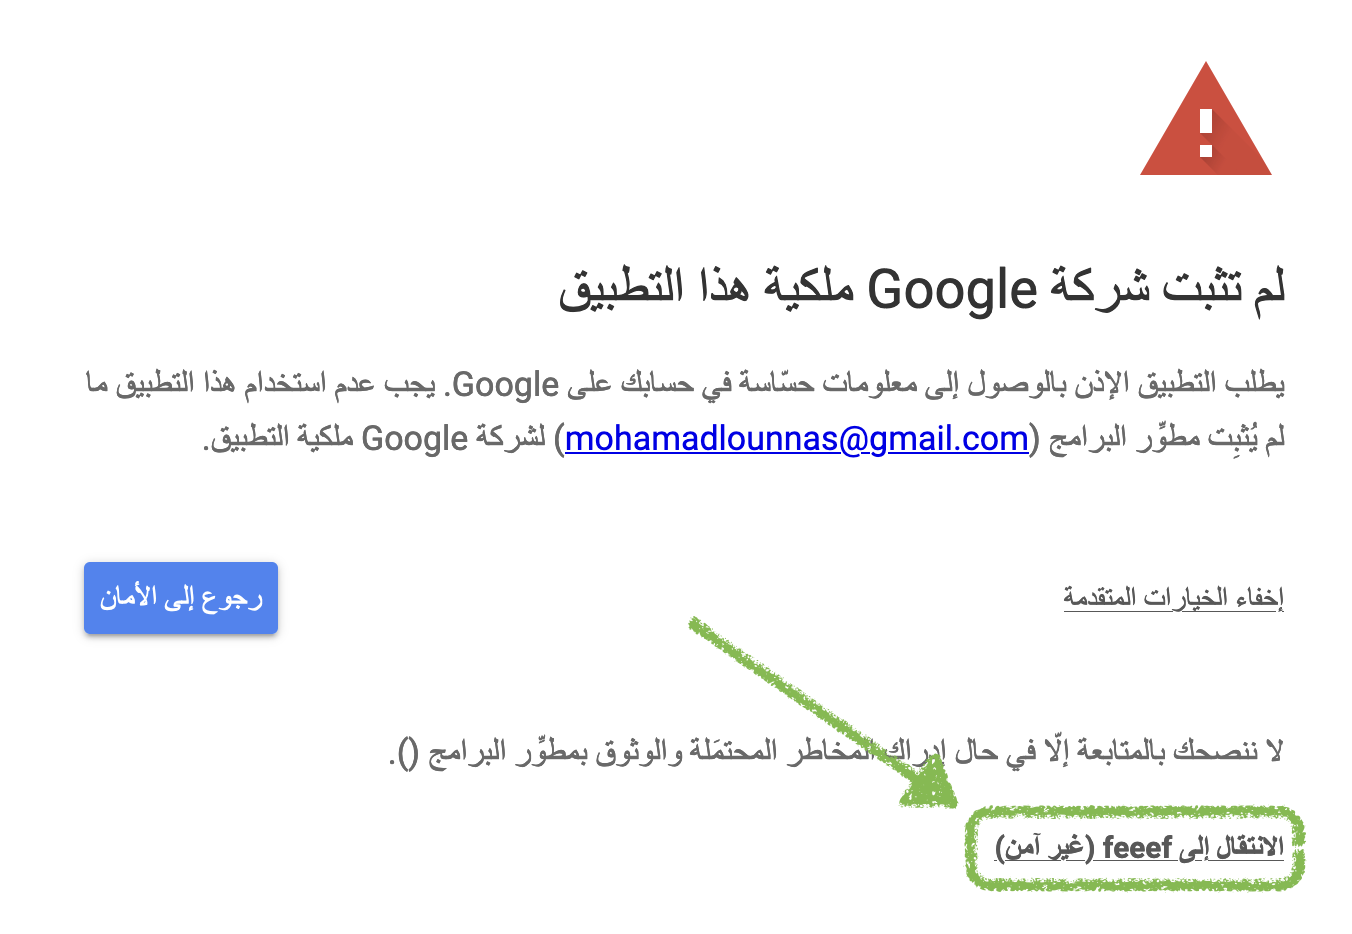 لم تثبت شركة Google ملكية هذا التطبيق
يطلب التطبيق الإذن بالوصول إلى معلومات حسّاسة في حسابك على Google. يجب عدم استخدام هذا التطبيق ما
لم يُثبِت مطوِّر البرامج (mohamadlounnas@gmail.com) لشركة Google ملكية التطبيق.
إخفاء الخيارات المتقدمة
رجوع إلى الأمان
لا ننصحك بالمتابعة إلّا في حال إدراك المخاطر المحتمَلة والوثوق بمطوِّر البرامج ().
الانتقال إلى feeef (غير آمن)